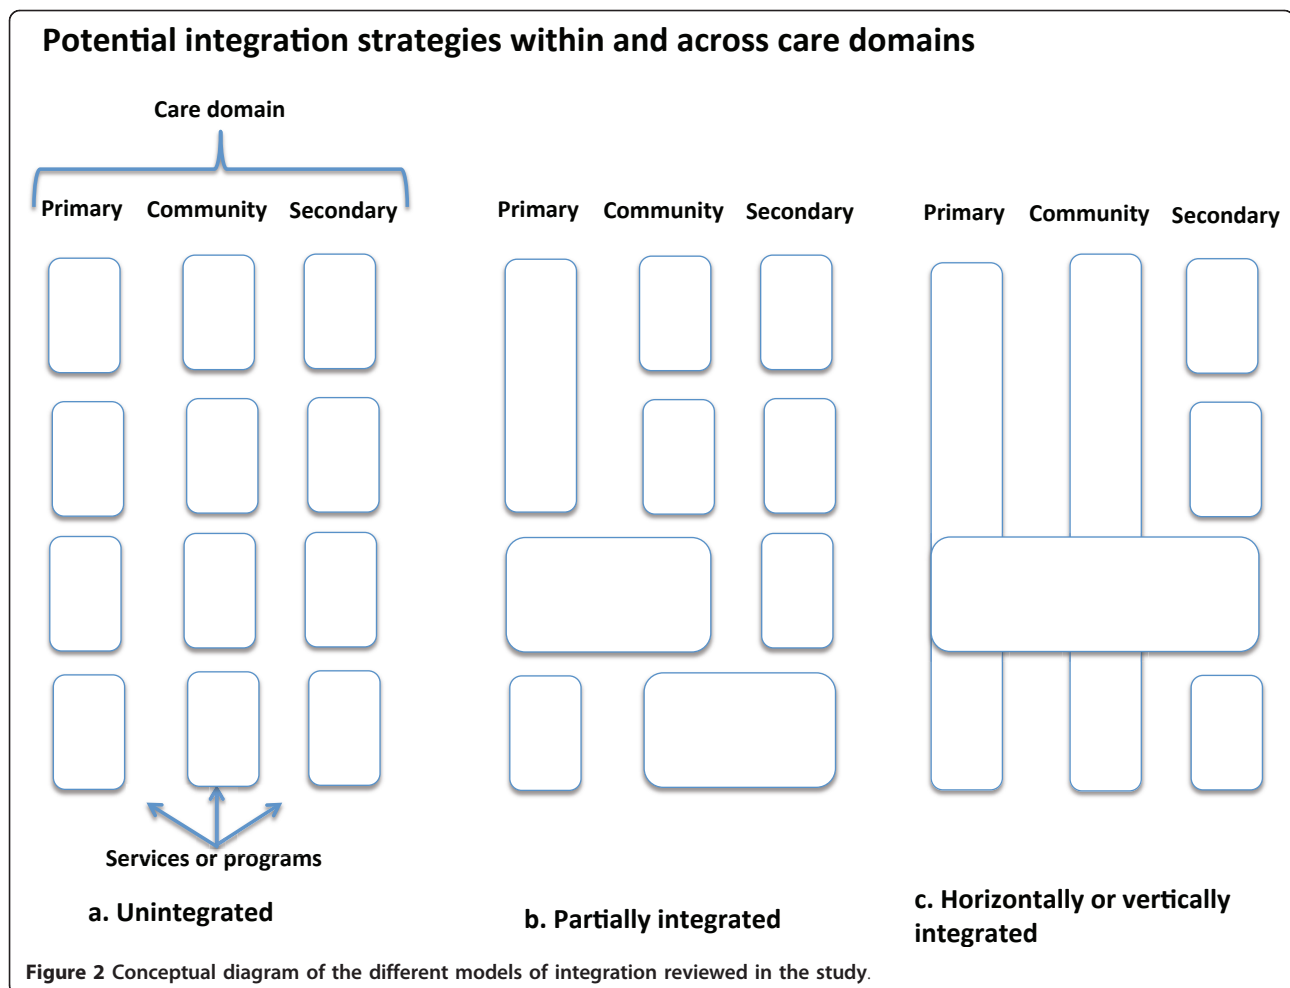 Potential integration strategies within and across care domains
Care domain
Primary Community Secondary
Primary Community Secondary
Primary Community Secondary
Services or programs
a. Unintegrated
b. Partially integrated
c. Horizontally or vertically
integrated
Figure 2 Conceptual diagram of the different models of integration reviewed in the study.